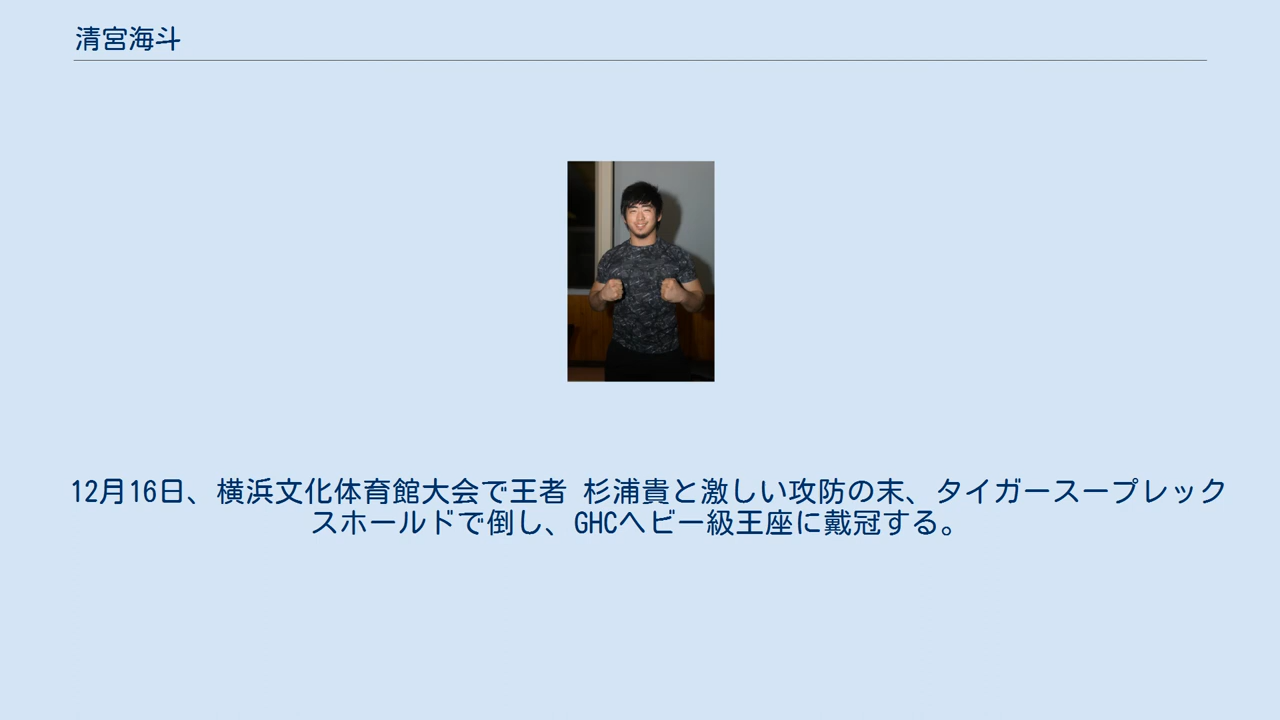 清宮海斗
12月16日、横浜文化体育館大会で王者 杉浦貴と激しい攻防の末、タイガースープレック
スホールドで倒し、GHCヘビー級王座に戴冠する。